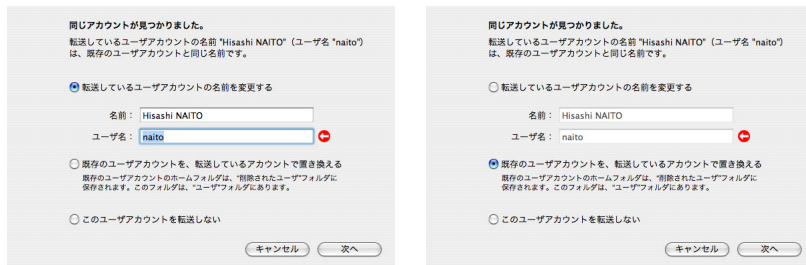 同じアカウントが見つかりました。
転送しているユーザアカウントの名前 "Hisashi NAITO"（ユーザ名 "naito"）
は、既存のユーザアカウントと同じ名前です。
転送しているユーザアカウントの名前を変更する
名前： Hisashi NAITO
ユーザ名： naito
既存のユーザアカウントを、転送しているアカウントで置き換える
既存のユーザアカウントのホームフォルダは、"削除されたユーザ"フォルダに
保存されます。このフォルダは、"ユーザ"フォルダにあります。
このユーザアカウントを転送しない
キャンセル 次へ
同じアカウントが見つかりました。
転送しているユーザアカウントの名前 "Hisashi NAITO"（ユーザ名 "naito"）
は、既存のユーザアカウントと同じ名前です。
転送しているユーザアカウントの名前を変更する
名前： Hisashi NAITO
ユーザ名： naito
既存のユーザアカウントを、転送しているアカウントで置き換える
既存のユーザアカウントのホームフォルダは、"削除されたユーザ"フォルダに
保存されます。このフォルダは、"ユーザ"フォルダにあります。
このユーザアカウントを転送しない
キャンセル 次へ